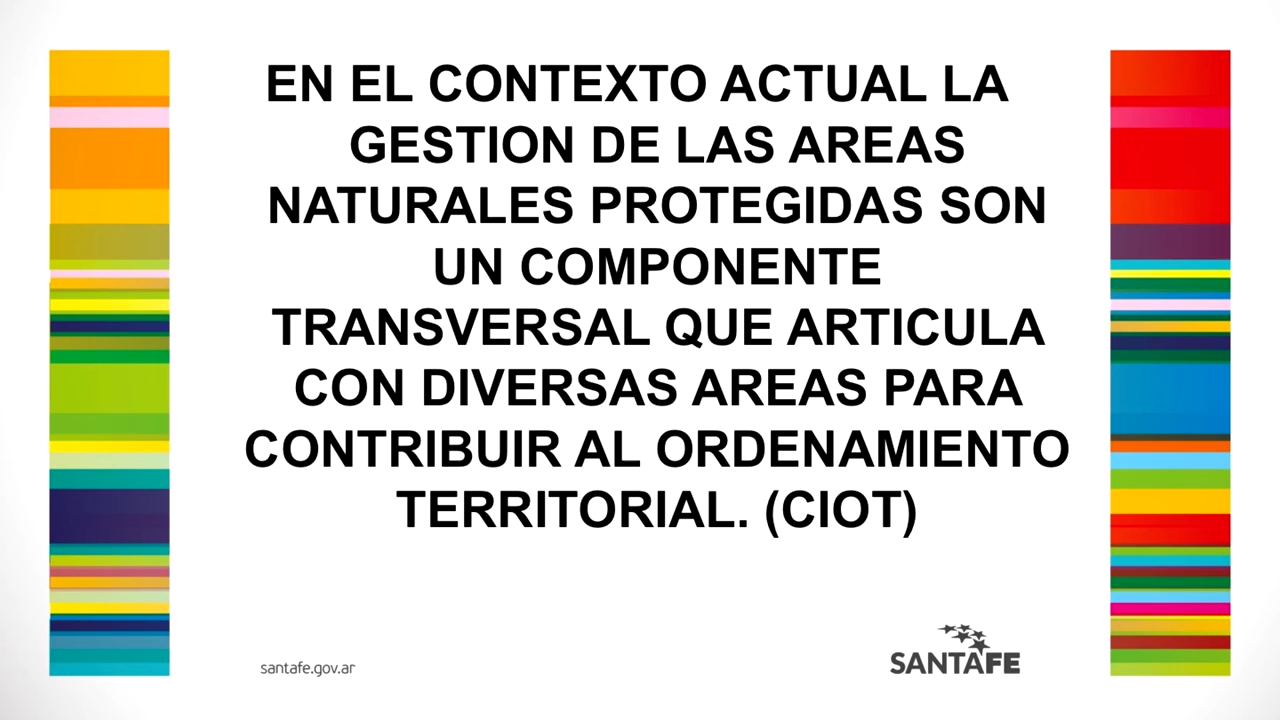 EN EL CONTEXTO ACTUAL LA
GESTION DE LAS AREAS
NATURALES PROTEGIDAS SON
UN COMPONENTE
TRANSVERSAL QUE ARTICULA
CON DIVERSAS AREAS PARA
CONTRIBUIR AL ORDENAMIENTO
TERRITORIAL. (CIOT)
santafe.gov.ar
SANTAFE